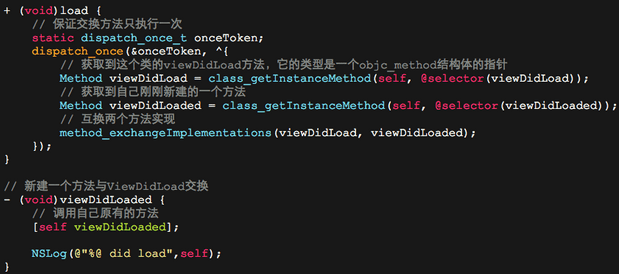 + (void)load {
// 保证交换方法只执行一次
static dispatch_once_t onceToken;
dispatch_once(&onceToken, ^{
// 获取到这个类的viewDidLoad方法，它的类型是一个objc_method结构体的指针
Method viewDidLoad = class_getInstanceMethod(self, @selector(viewDidLoad));
// 获取到自己刚刚新建的一个方法
Method viewDidLoaded = class_getInstanceMethod(self, @selector(viewDidLoaded));
// 互换两个方法实现
method_exchangeImplementations(viewDidLoad, viewDidLoaded);
});
}
// 新建一个方法与ViewDidLoad交换
- (void)viewDidLoaded {
// 调用自己原有的方法
[self viewDidLoaded];
NSLog(@"%@ did load",self);
}